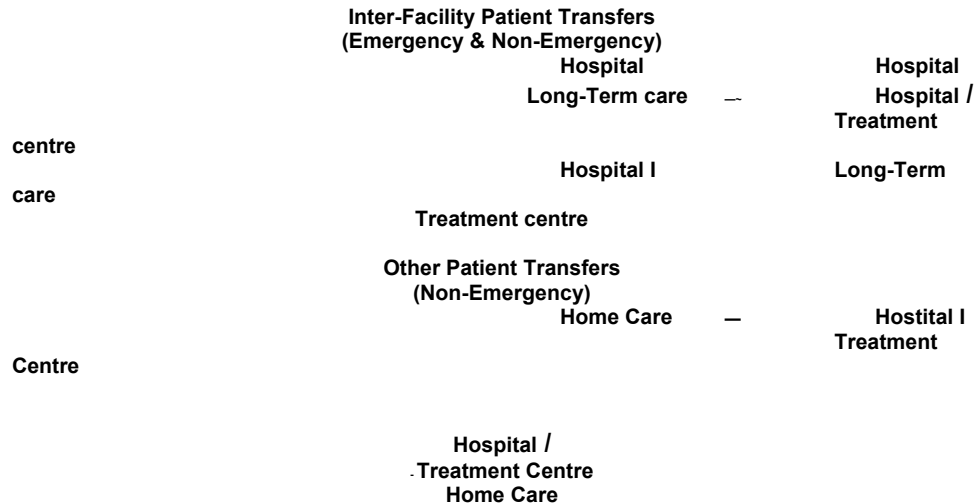 Inter-Facility Patient Transfers
(Emergency & Non-Emergency)
Hospital Hospital
Long-Term care —- Hospital /
Treatment
centre
Hospital I Long-Term
care
Treatment centre
Other Patient Transfers
(Non-Emergency)
Home Care — Hostital I
Treatment
Centre
Hospital /
-Treatment Centre
Home Care